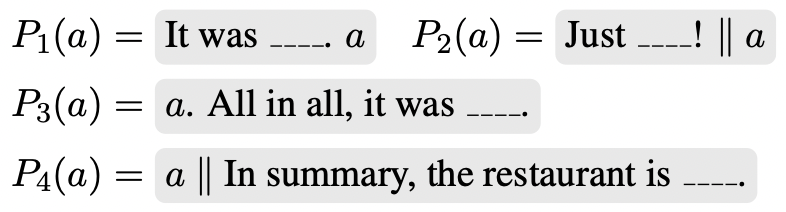 P₁(a) = It was ____. a P₂(a) = Just ____! ∥ a
P₃(a) = a. All in all, it was ____.
P₄(a) = a ∥ In summary, the restaurant is ____.